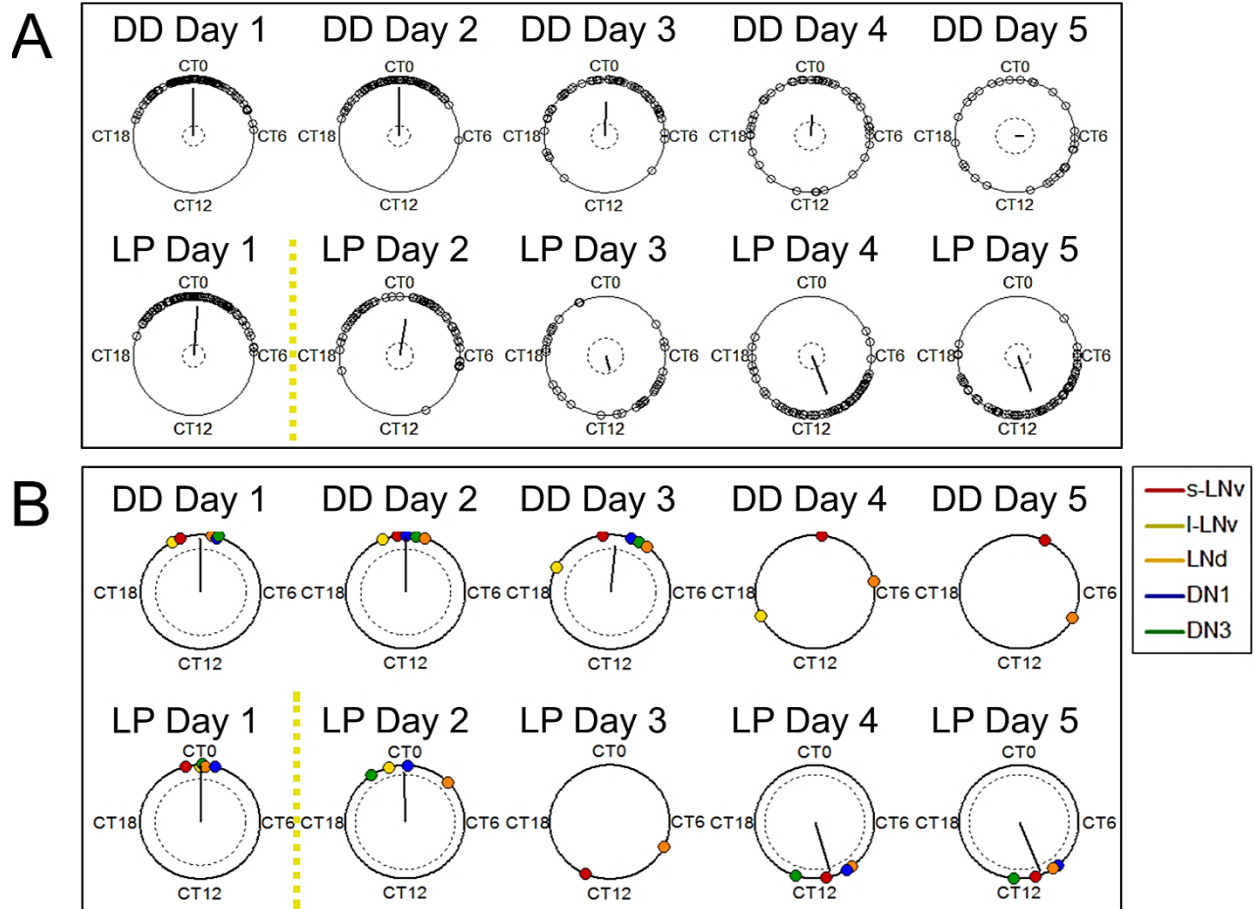 A
DD Day 1 DD Day 2 DD Day 3 DD Day 4 DD Day 5
CT0 CT0 CT0 CT0 CT0
CT18 CT6 CT18 CT6 CT18 CT6 CT18 CT6 CT18 CT6
CT12 CT12 CT12 CT12 CT12
LP Day 1 LP Day 2 LP Day 3 LP Day 4 LP Day 5
CT0 CT0 CT0 CT0 CT0
CT18 CT6 CT18 CT6 CT18 CT6 CT18 CT6 CT18 CT6
CT12 CT12 CT12 CT12 CT12
B
DD Day 1 DD Day 2 DD Day 3 DD Day 4 DD Day 5
CT18 CT6 CT18 CT6 CT18 CT6 CT18 CT6 CT18 CT6
CT12 CT12 CT12 CT12 CT12
LP Day 1 LP Day 2 LP Day 3 LP Day 4 LP Day 5
CT0 CT0 CT0 CT0 CT0
CT18 CT6 CT18 CT6 CT18 CT6 CT18 CT6 CT18 CT6
CT12 CT12 CT12 CT12 CT12
s-LNv
l-LNv
LNd
DN1
DN3